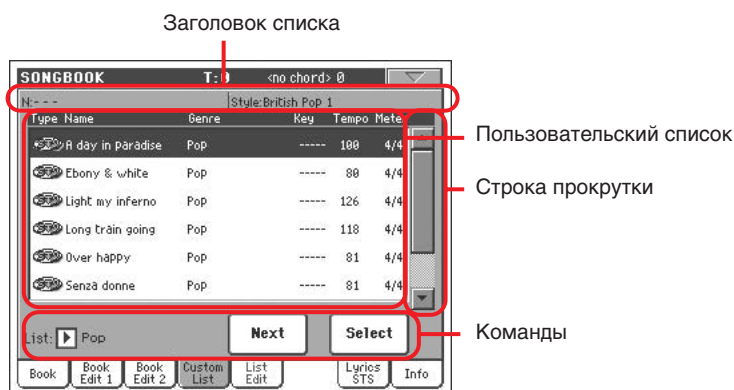 Заголовок списка
SONGBOOK T: <no chord> 0
N:--- Style:British Pop 1
Type Name Genre Key Tempo Mete
A day in paradise Pop ----- 100 4/4
Ebony & white Pop ----- 80 4/4
Light my inferno Pop ----- 126 4/4
Long train going Pop ----- 118 4/4
Over happy Pop ----- 81 4/4
Senza donne Pop ----- 81 4/4
Пользовательский список
Строка прокрутки
List: Pop Next Select
Команды
Book Book Edit 1 Book Edit 2 Custom List List Edit Lyrics STS Info